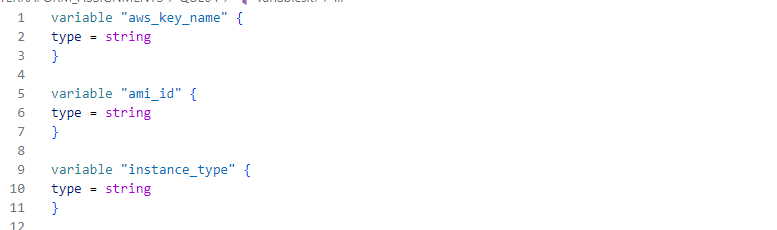 1 variable "aws_key_name" {
2 type = string
3 }
4
5 variable "ami_id" {
6 type = string
7 }
8
9 variable "instance_type" {
10 type = string
11 }
12